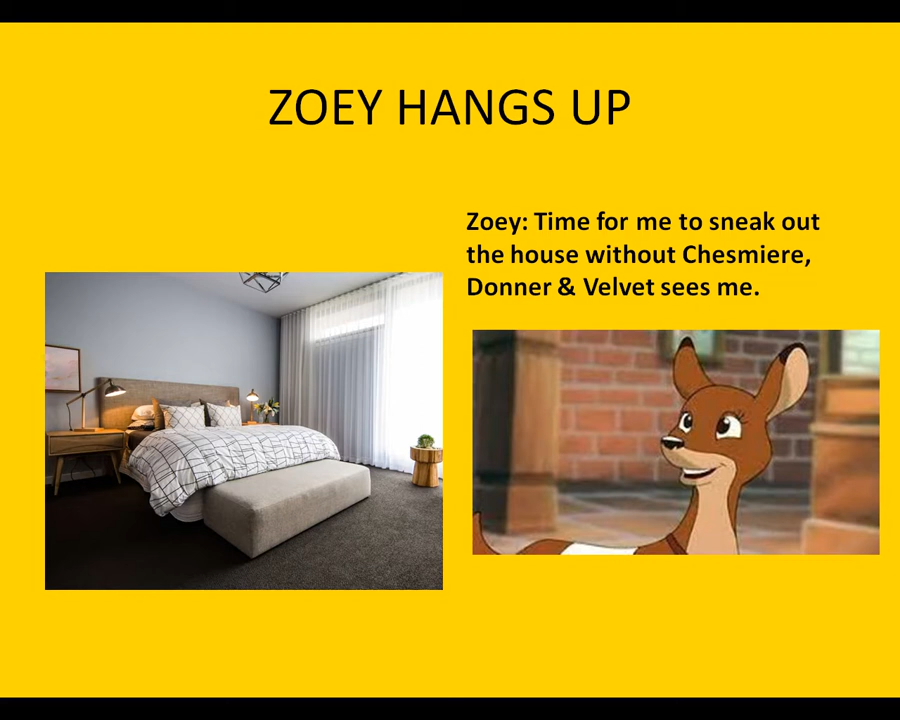 ZOEY HANGS UP
Zoey: Time for me to sneak out
the house without Chesmiere,
Donner & Velvet sees me.